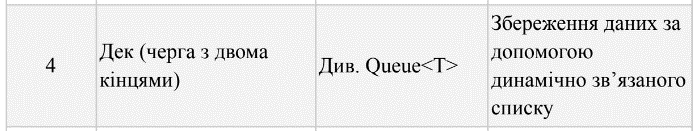 4
Дек (черга з двома
кінцями)
Див. Queue<T>
Збереження даних за
допомогою
динамічно зв’язаного
списку